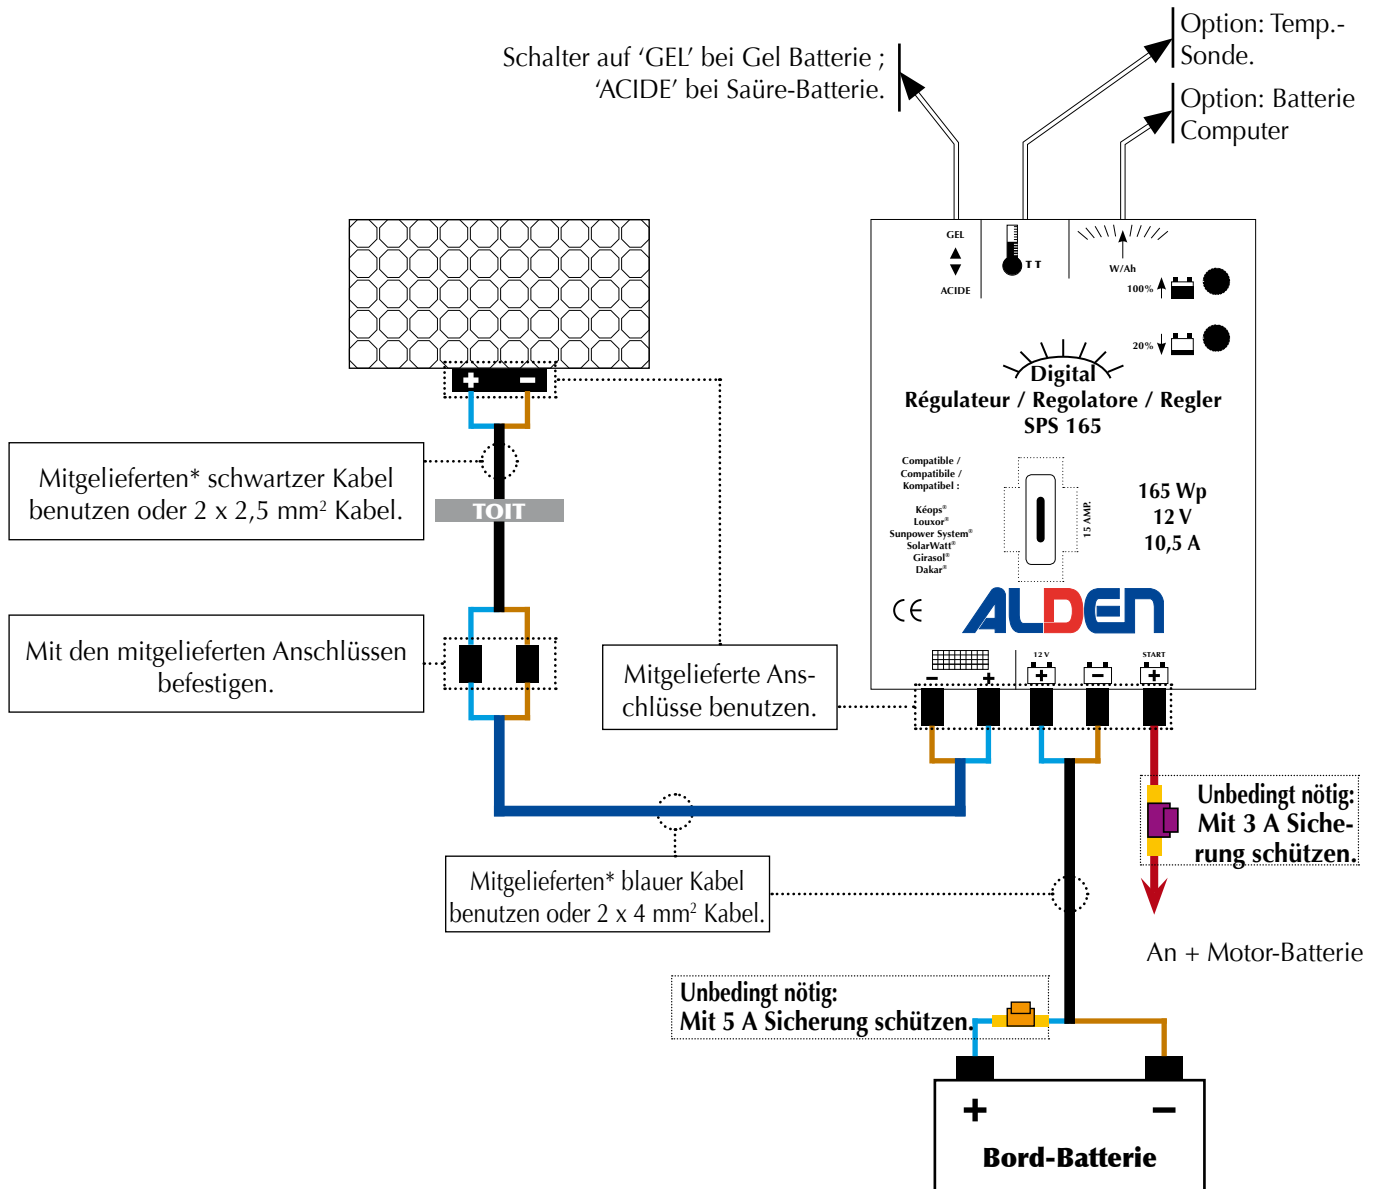 Schalter auf ‘GEL’ bei Gel Batterie ;
‘ACIDE’ bei Saüre-Batterie.
Option: Temp.-
Sonde.
Option: Batterie
Computer
GEL
ACIDE
T T
W/Ah
100%
20%
Digital
Régulateur / Regolatore / Regler
SPS 165
Compatible /
Compatibile /
Kompatibel :
Kéops®
Louxor®
Sunpower System®
SolarWatt®
Girasol®
Dakar®
15 AMP.
165 Wp
12 V
10,5 A
CE
ALDEN
12 V
START
- + + - +
+ -
Mitgelieferten* schwartzer Kabel
benutzen oder 2 x 2,5 mm² Kabel.
TOIT
Mit den mitgelieferten Anschlüssen
befestigen.
Mitgelieferte Ans-
chlüsse benutzen.
Unbedingt nötig:
Mit 3 A Siche-
rung schützen.
Mitgelieferten* blauer Kabel
benutzen oder 2 x 4 mm² Kabel.
An + Motor-Batterie
Unbedingt nötig:
Mit 5 A Sicherung schützen.
+ -
Bord-Batterie